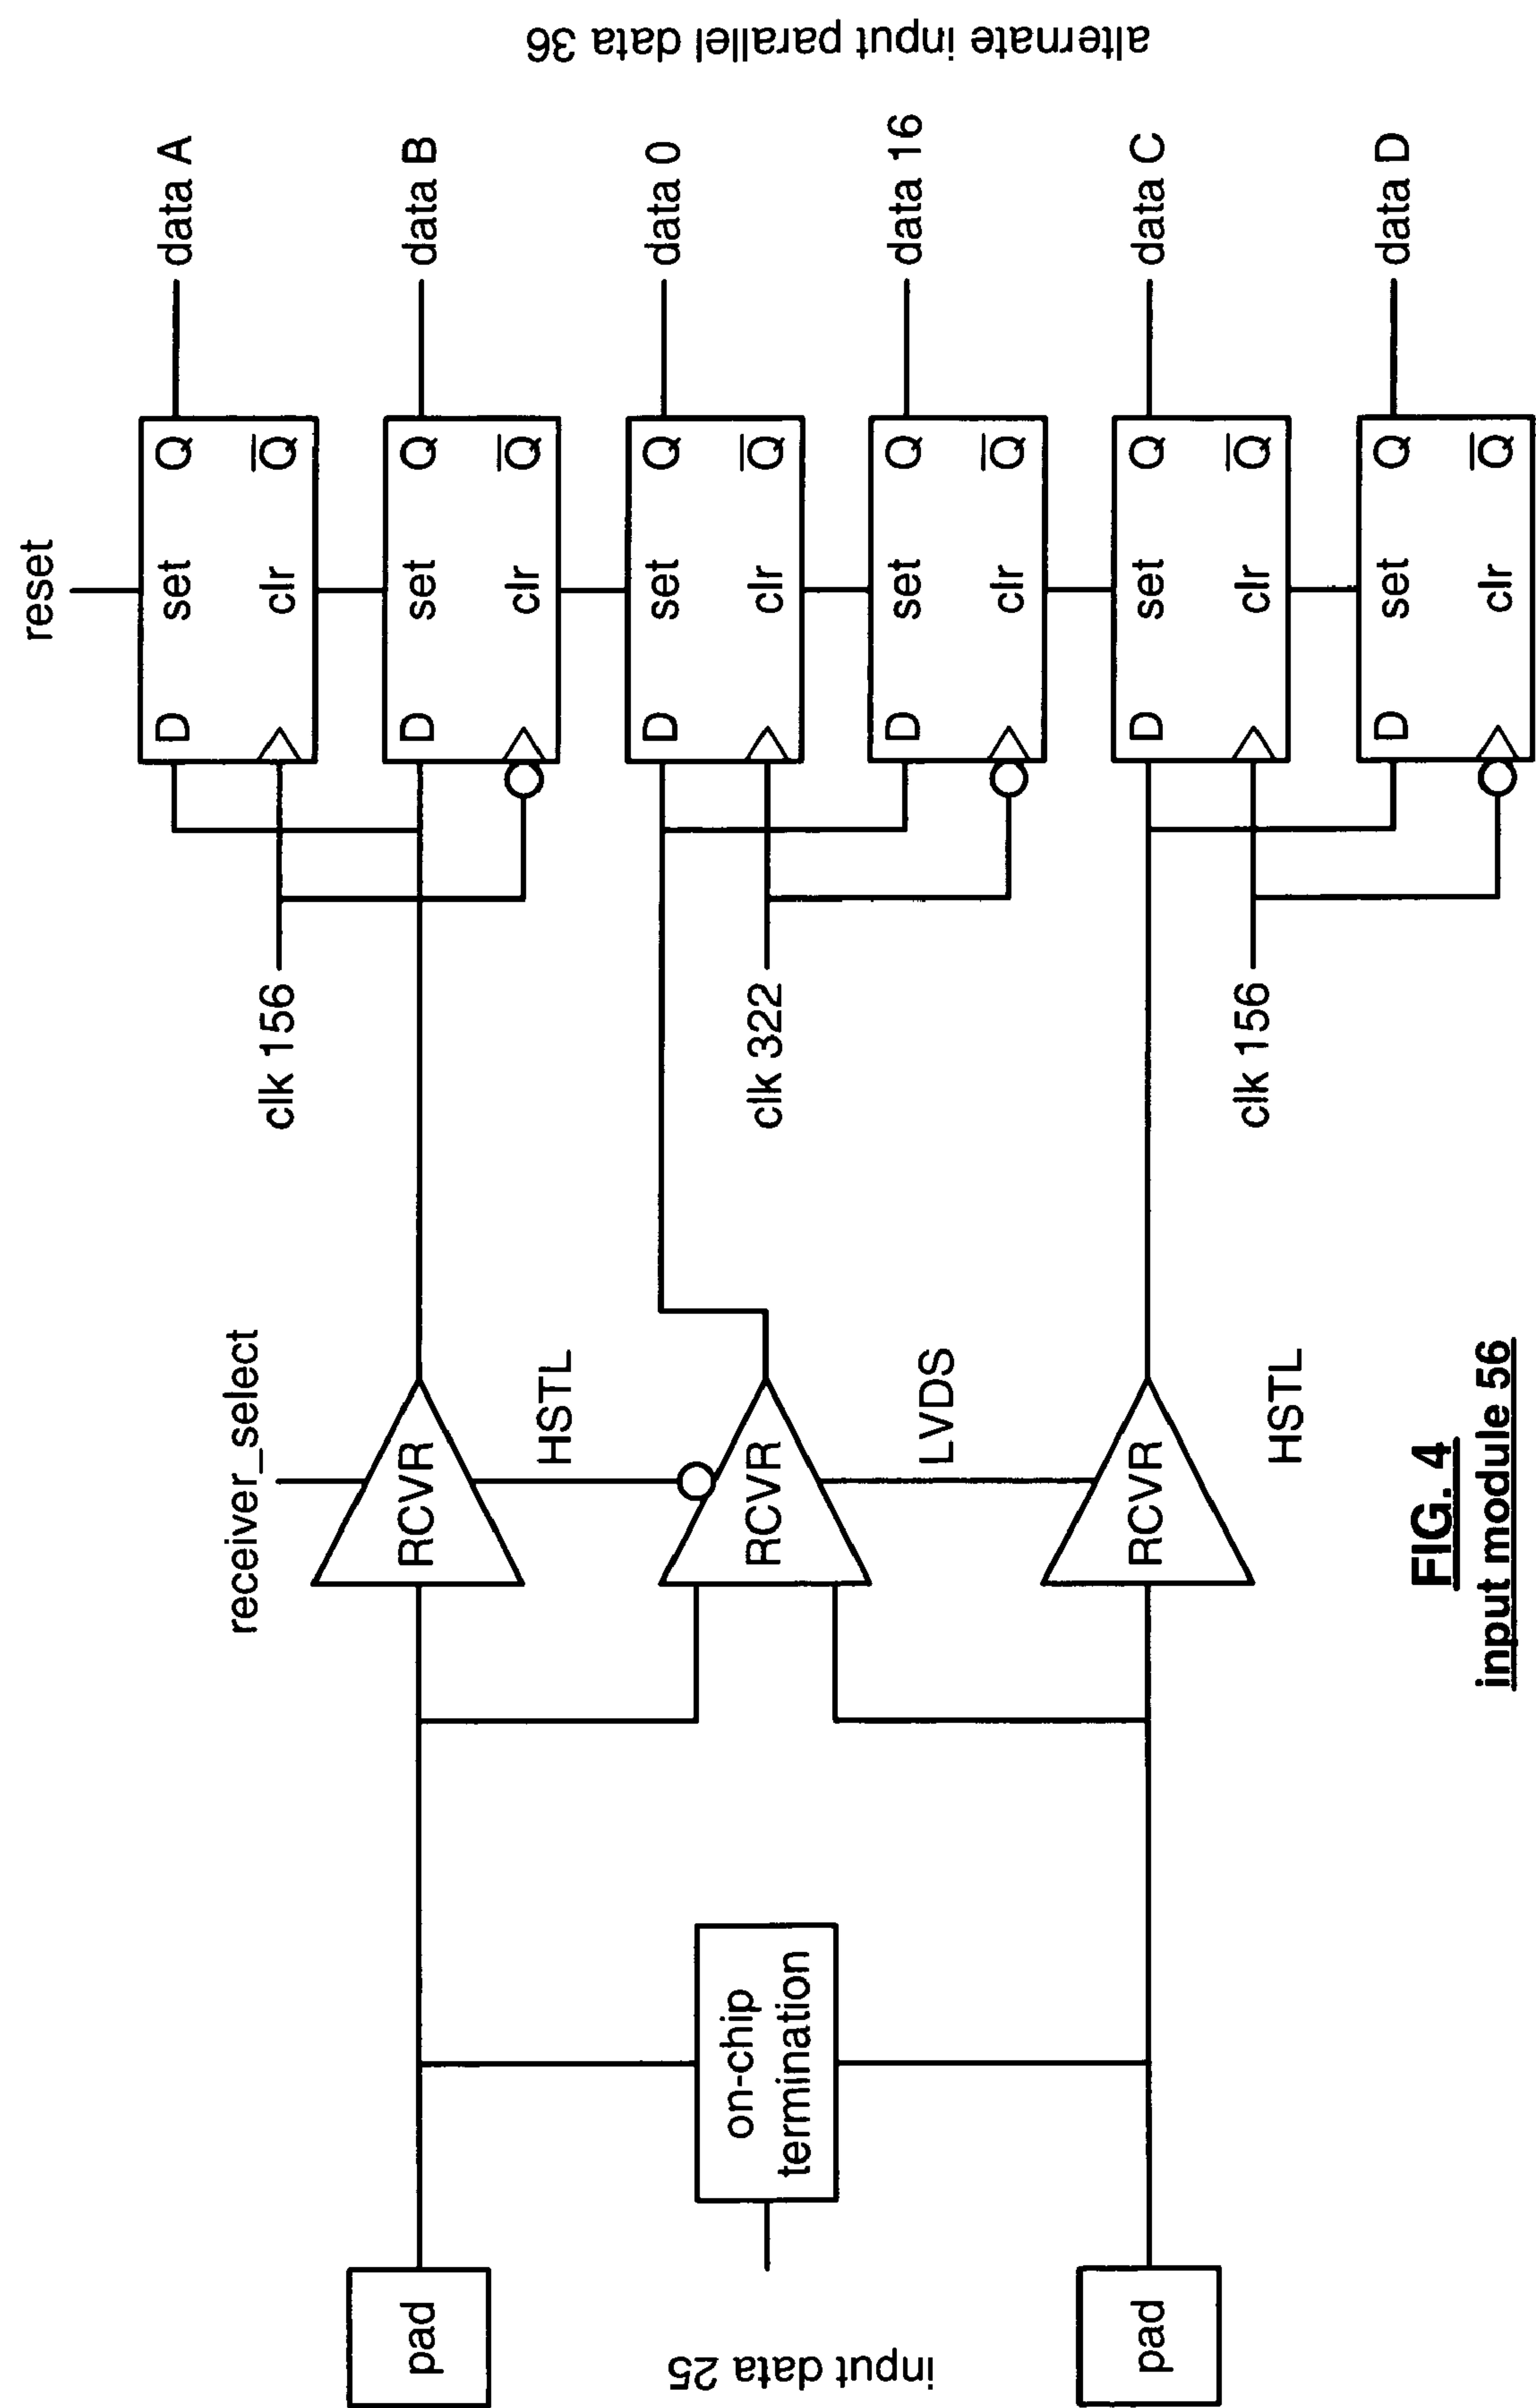 reset
D
set
Q
clr
Q
data A
D
set
Q
clr
Q
data B
clk 156
receiver_select
RCVR
HSTL
D
set
Q
clr
Q
data 0
D
set
Q
clr
Q
data 16
clk 322
RCVR
LVDS
D
set
Q
clr
Q
data C
D
set
Q
clr
Q
data D
clk 156
RCVR
HSTL
pad
on-chip
termination
pad
input data 25
alternate input parallel data 36
FIG. 4
input module 56